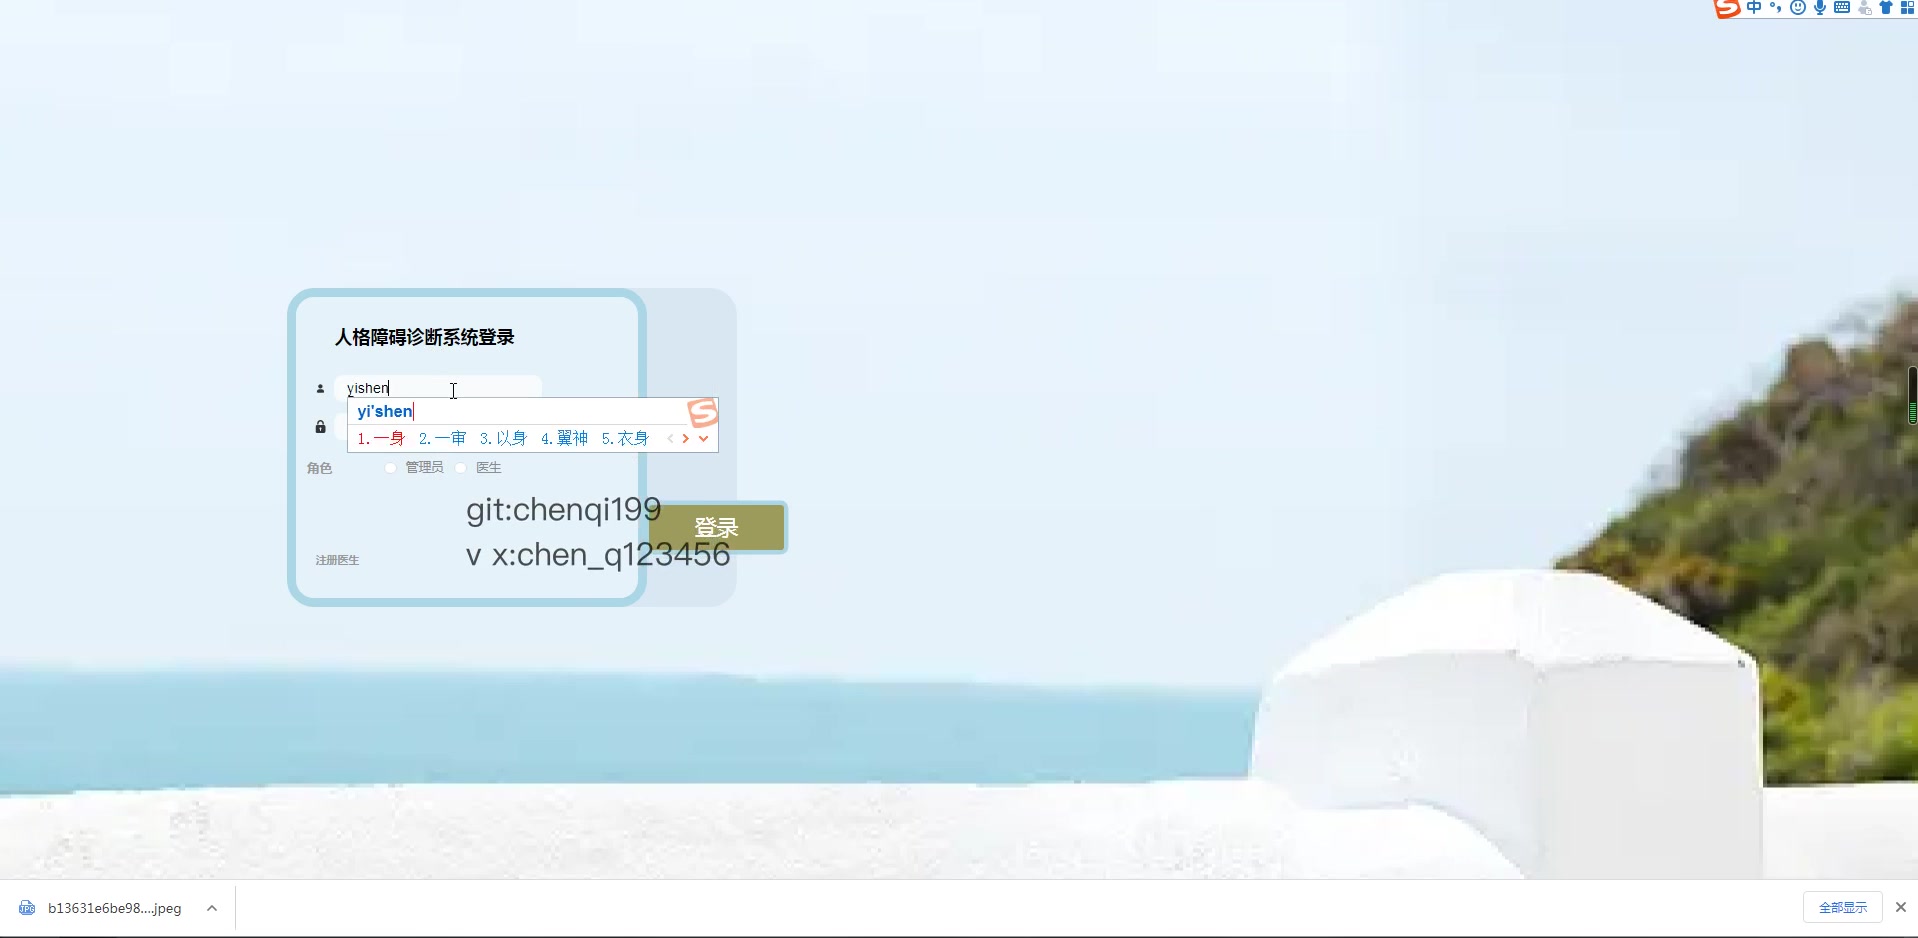 中
人格障碍诊断系统登录
yishen
yi'shen
1.一身 2.一审 3.以身 4.翼神 5.衣身
角色 管理员 医生
git:chenqi199
登录
v x:chen_q123456
注册医生
b13631e6be98....jpeg
全部显示